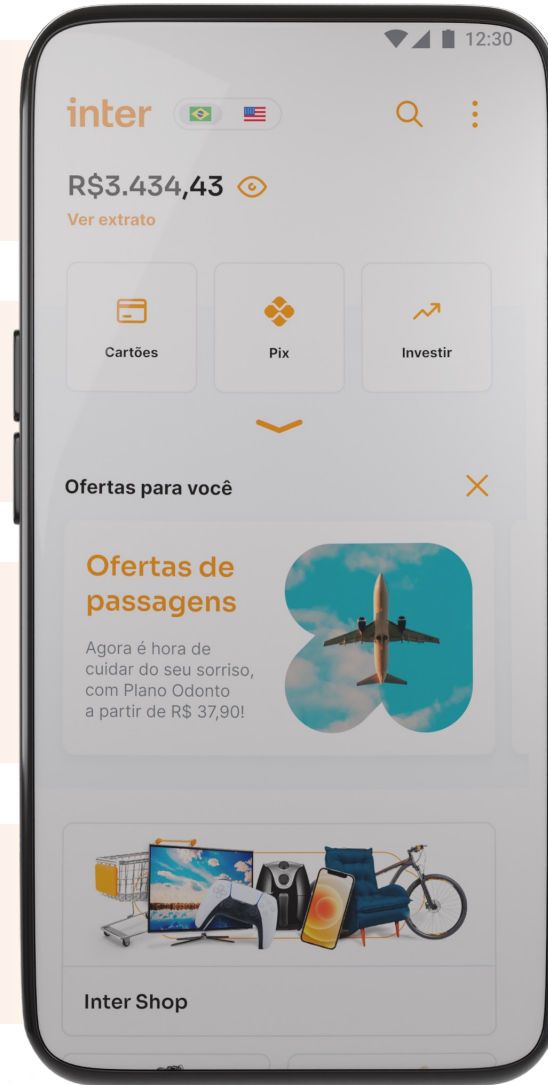 12:30
inter
R$3.434,43
Ver extrato
Cartões
Pix
Investir
Ofertas para você
Ofertas de
passagens
Agora é hora de
cuidar do seu sorriso,
com Plano Odonto
a partir de R$ 37,90!
Inter Shop